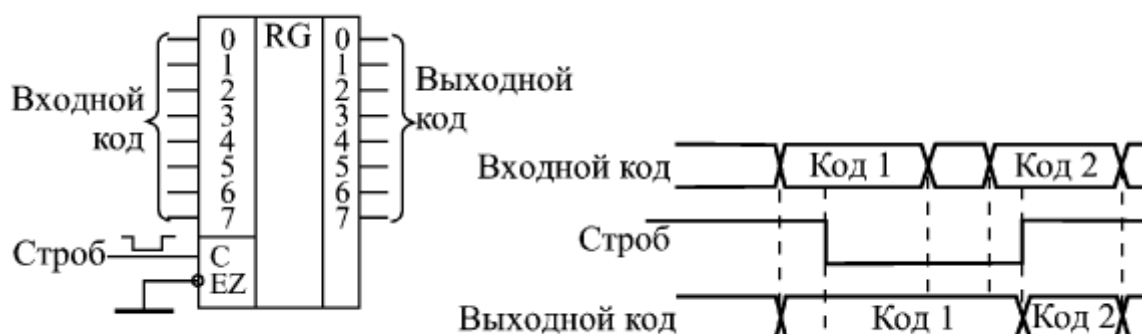 0 RG 0
1 1
2 2
3 3
4 4
5 5
6 6
7 7
Входной
код
Выходной
код
Строб
C
EZ
Входной код Код 1 Код 2
Строб
Выходной код Код 1 Код 2